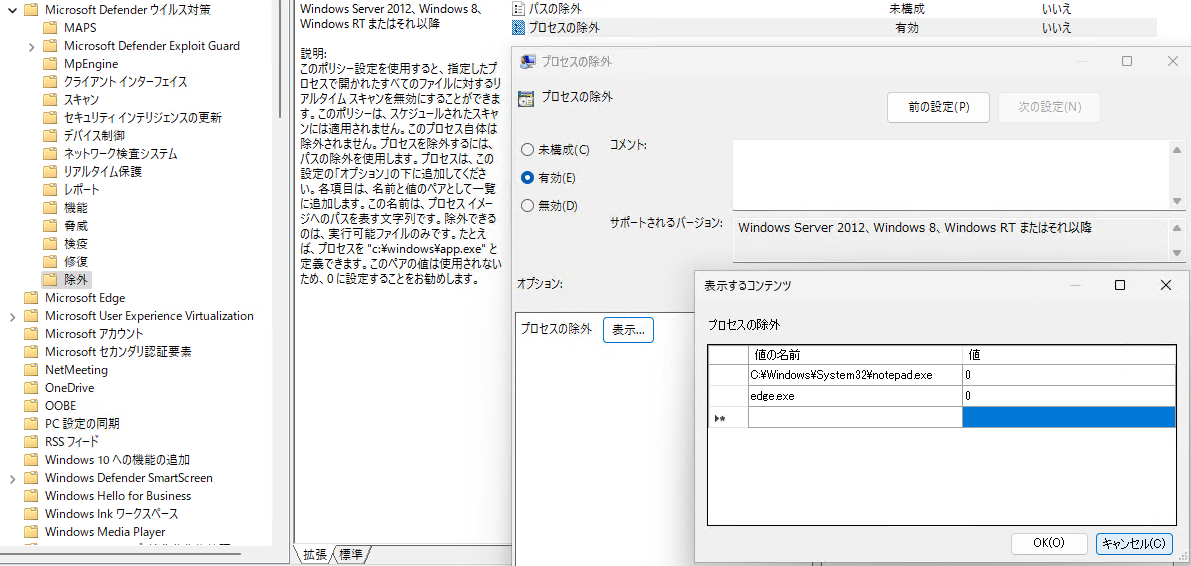 Microsoft Defender ウイルス対策
MAPS
Microsoft Defender Exploit Guard
MpEngine
クライアント インターフェイス
スキャン
セキュリティ インテリジェンスの更新
デバイス制御
ネットワーク検査システム
リアルタイム保護
レポート
機能
脅威
検疫
修復
除外
Microsoft Edge
Microsoft User Experience Virtualization
Microsoft アカウント
Microsoft セカンダリ認証要素
NetMeeting
OneDrive
OOBE
PC 設定の同期
RSS フィード
Windows 10 への機能の追加
Windows Defender SmartScreen
Windows Hello for Business
Windows Ink ワークスペース
Windows Media Player
Windows Server 2012、Windows 8、
Windows RT またはそれ以降
説明:
このポリシー設定を使用すると、指定したプ
ロセスで開かれたすべてのファイルに対するリ
アルタイム スキャンを無効にすることができま
す。このポリシーは、スケジュールされたスキャ
ンには適用されません。このプロセス自体は
除外されません。プロセスを除外するには、
パスの除外を使用します。プロセスは、この
設定の「オプション」の下に追加してくださ
い。各項目は、名前と値のペアとして一覧
に追加します。この名前は、プロセス イメー
ジへのパスを表す文字列です。除外できる
のは、実行可能ファイルのみです。たとえ
ば、プロセスを "c:¥windows¥app.exe" と
定義できます。このペアの値は使用されない
ため、0 に設定することをお勧めします。
拡張 標準
パスの除外 未構成 いいえ
プロセスの除外 有効 いいえ
プロセスの除外
プロセスの除外
前の設定(P) 次の設定(N)
未構成(C) コメント:
有効(E)
無効(D)
サポートされるバージョン: Windows Server 2012、Windows 8、Windows RT またはそれ以降
オプション:
プロセスの除外 表示...
表示するコンテンツ
プロセスの除外
値の名前 値
C:¥Windows¥System32¥notepad.exe 0
edge.exe 0
OK(O) キャンセル(C)